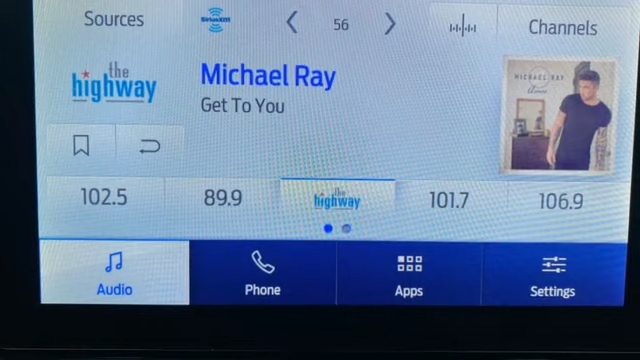 Sources
SiriusXM
56
Channels
the
highway
Michael Ray
Get To You
MICHAEL RAY
Amos
102.5
89.9
the
highway
101.7
106.9
Audio
Phone
Apps
Settings